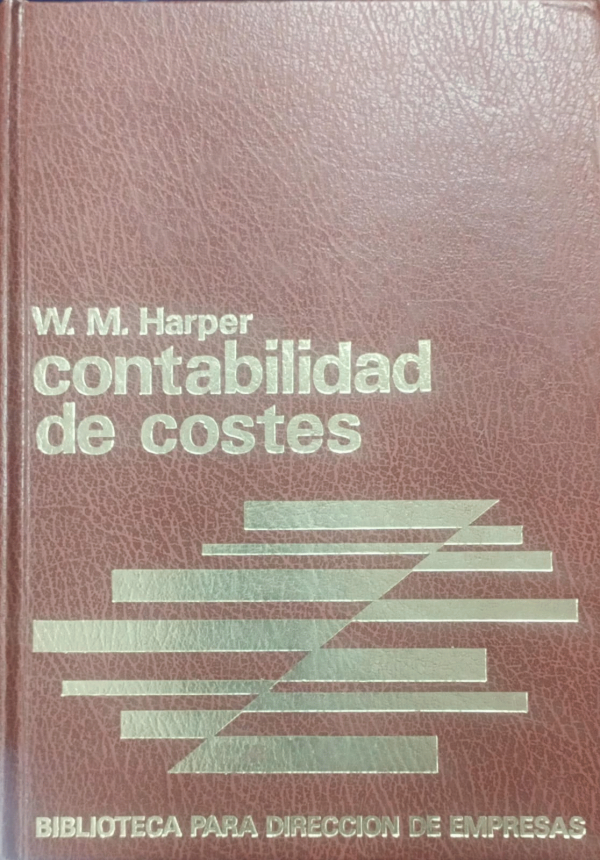 W. M. Harper
contabilidad
de costes
BIBLIOTECA PARA DIRECCION DE EMPRESAS